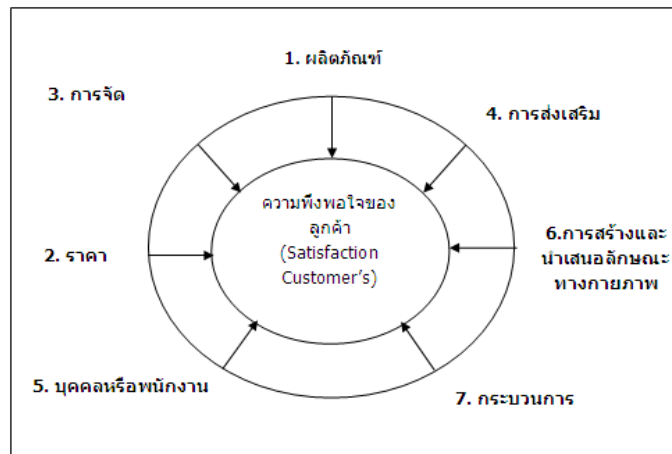 1. ผลิตภัณฑ์
3. การจัด
4. การส่งเสริม
ความพึงพอใจของ
ลูกค้า
(Satisfaction
Customer's)
2. ราคา
6.การสร้างและ
นำเสนอลักษณะ
ทางกายภาพ
5. บุคคลหรือพนักงาน
7. กระบวนการ